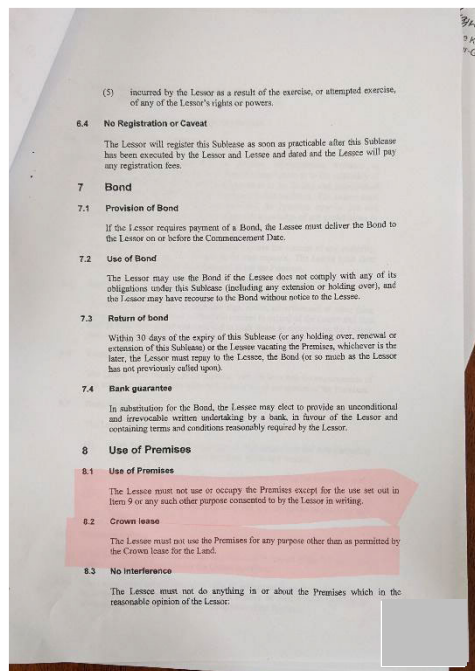 (5) incurred by the Lessor as a result of the exercise, or attempted exercise,
of any of the Lessor's rights or powers.
6.4 No Registration or Caveat
The Lessor will register this Sublease as soon as practicable after this Sublease
has been executed by the Lessor and Lessee and dated and the Lessee will pay
any registration fees.
7 Bond
7.1 Provision of Bond
If the Lessor requires payment of a Bond, the Lessee must deliver the Bond to
the Lessor on or before the Commencement Date.
7.2 Use of Bond
The Lessor may use the Bond if the Lessee does not comply with any of its
obligations under this Sublease (including any extension or holding over), and
the Lessor may have recourse to the Bond without notice to the Lessee.
7.3 Return of bond
Within 30 days of the expiry of this Sublease (or any holding over, renewal or
extension of this Sublease) or the Lessee vacating the Premises, whichever is the
later, the Lessor must repay to the Lessee, the Bond (or so much as the Lessor
has not previously called upon).
7.4 Bank guarantee
In substitution for the Bond, the Lessee may elect to provide an unconditional
and irrevocable written undertaking by a bank, in favour of the Lessor and
containing terms and conditions reasonably required by the Lessor.
8 Use of Premises
8.1 Use of Premises
The Lessee must not use or occupy the Premises except for the use set out in
Item 9 or any such other purpose consented to by the Lessor in writing.
8.2 Crown lease
The Lessee must not use the Premises for any purpose other than as permitted by
the Crown lease for the Land.
8.3 No Interference
The Lessee must not do anything in or about the Premises which in the
reasonable opinion of the Lessor: